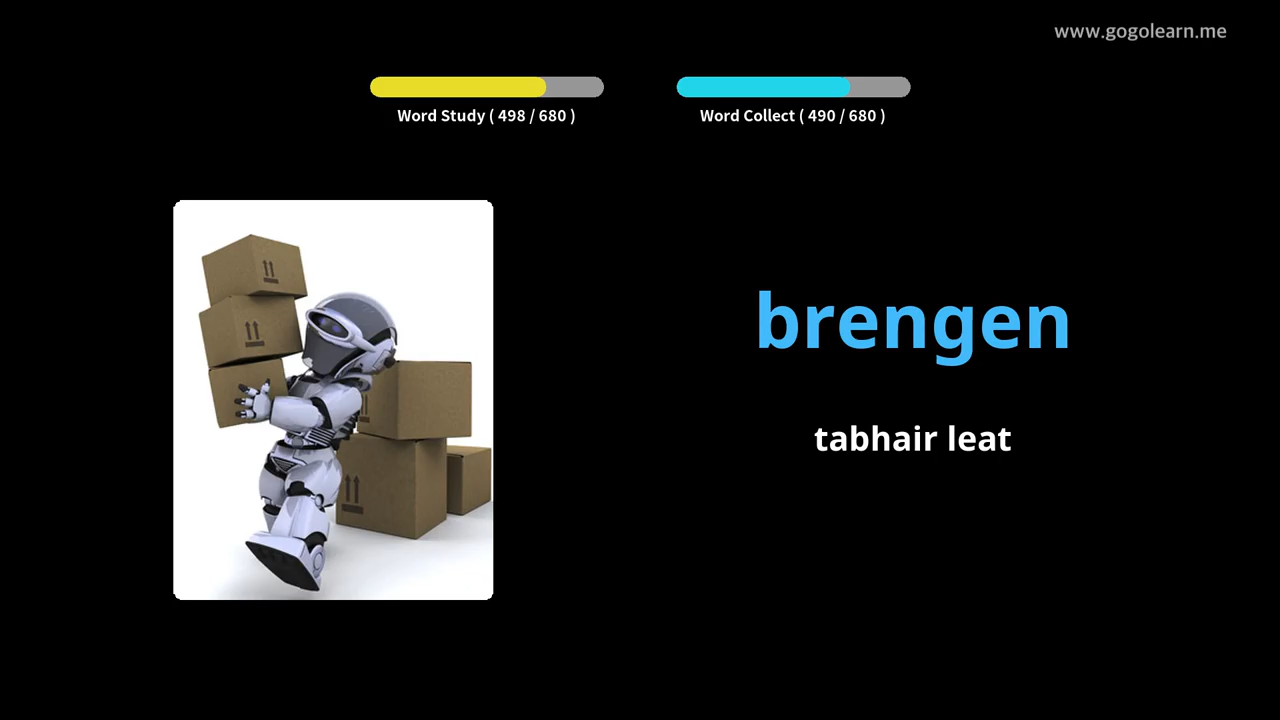 www.gogolearn.me
Word Study ( 498 / 680 )
Word Collect ( 490 / 680 )
brengen
tabhair leat